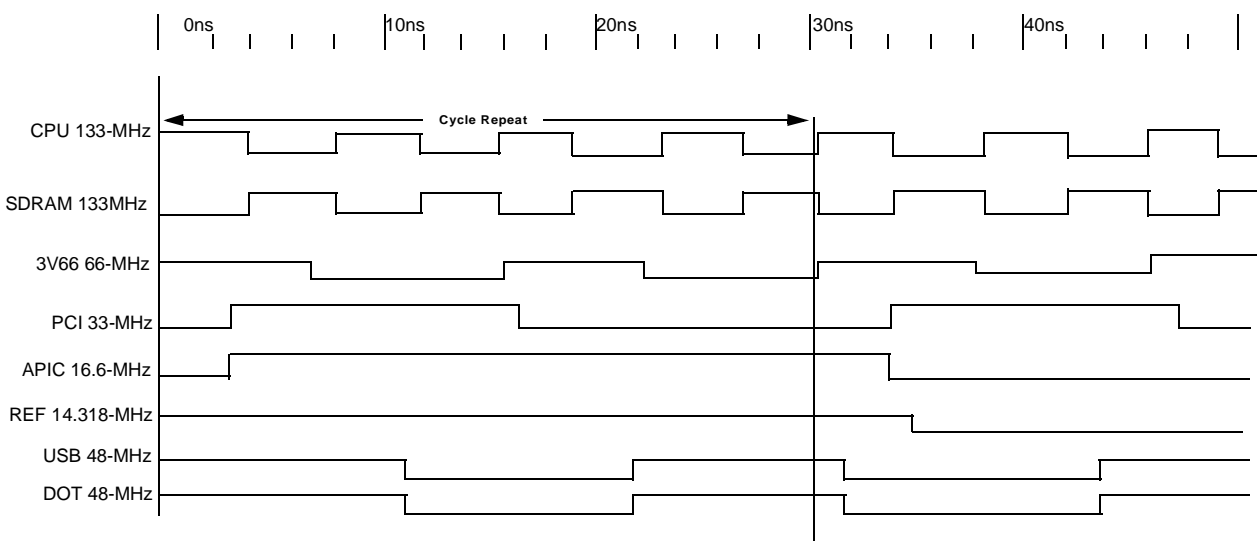 0ns 10ns 20ns 30ns 40ns
Cycle Repeat
CPU 133-MHz
SDRAM 133MHz
3V66 66-MHz
PCI 33-MHz
APIC 16.6-MHz
REF 14.318-MHz
USB 48-MHz
DOT 48-MHz